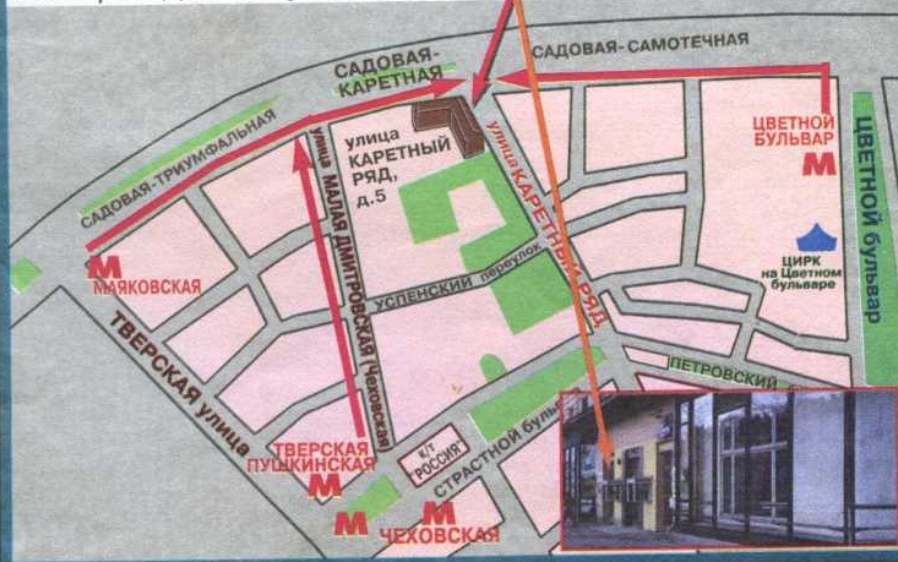 САДОВАЯ-САМОТЕЧНАЯ
САДОВАЯ-
КАРЕТНАЯ
САДОВАЯ-ТРИУМФАЛЬНАЯ
улица
КАРЕТНЫЙ
РЯД,
д.5
улица МАЛАЯ ДМИТРОВСКАЯ (Чеховская)
улица КАРЕТНЫЙ РЯД
ЦВЕТНОЙ
БУЛЬВАР
М
ЦВЕТНОЙ бульвар
ЦИРК
на Цветном
бульваре
М
МАЯКОВСКАЯ
УСПЕНСКИЙ переулок
ТВЕРСКАЯ улица
ПЕТРОВСКИЙ
ТВЕРСКАЯ
ПУШКИНСКАЯ
М
К/Т
"РОССИЯ"
СТРАСТНОЙ бульвар
М
М
ЧЕХОВСКАЯ